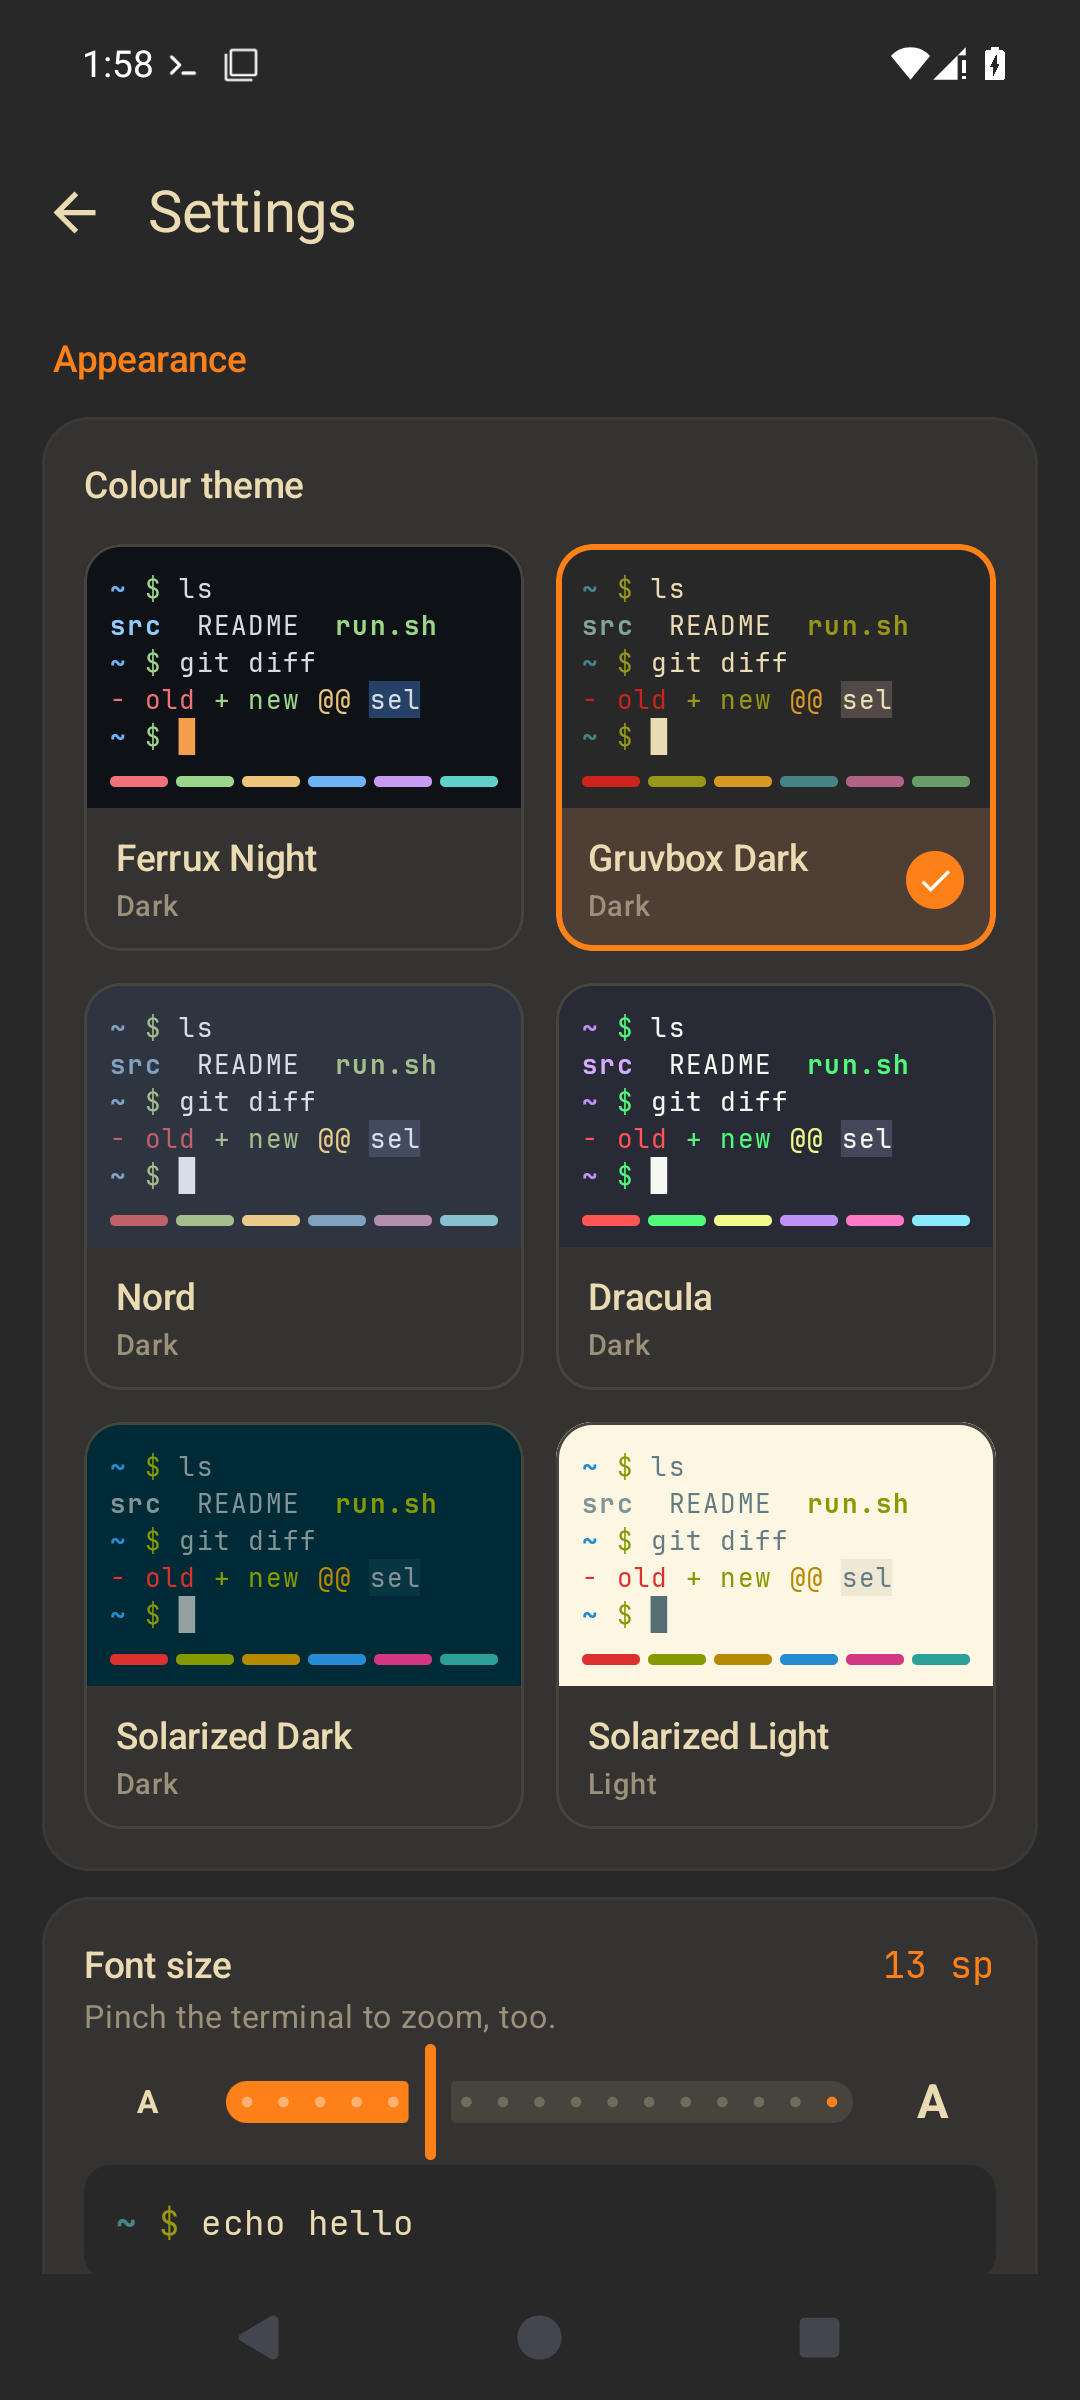 1:58
Settings
Appearance
Colour theme
~ $ ls
src README run.sh
~ $ git diff
- old + new @@ sel
~ $
Ferrux Night
Dark
~ $ ls
src README run.sh
~ $ git diff
- old + new @@ sel
~ $
Gruvbox Dark
Dark
~ $ ls
src README run.sh
~ $ git diff
- old + new @@ sel
~ $
Nord
Dark
~ $ ls
src README run.sh
~ $ git diff
- old + new @@ sel
~ $
Dracula
Dark
~ $ ls
src README run.sh
~ $ git diff
- old + new @@ sel
~ $
Solarized Dark
Dark
~ $ ls
src README run.sh
~ $ git diff
- old + new @@ sel
~ $
Solarized Light
Light
Font size 13 sp
Pinch the terminal to zoom, too.
A A
~ $ echo hello